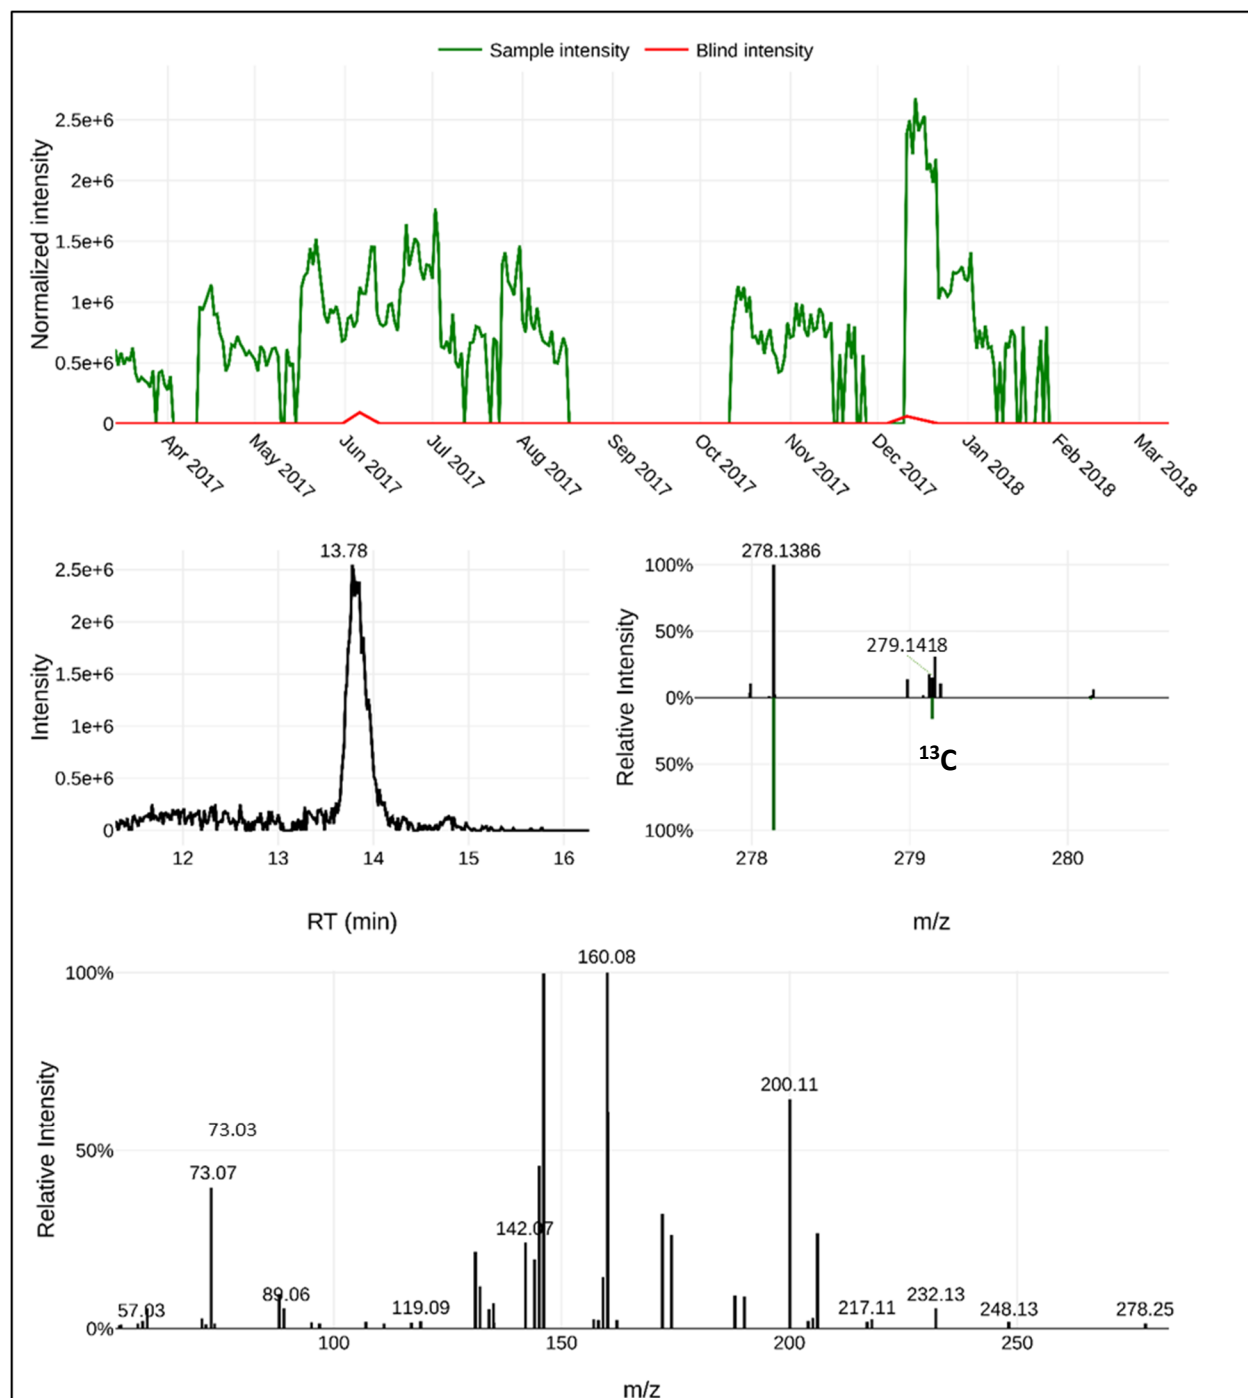 Sample intensity Blind intensity
Normalized intensity
2.5e+6
2e+6
1.5e+6
1e+6
0.5e+6
0
Apr 2017 May 2017 Jun 2017 Jul 2017 Aug 2017 Sep 2017 Oct 2017 Nov 2017 Dec 2017 Jan 2018 Feb 2018 Mar 2018
Intensity
13.78
2.5e+6
2e+6
1.5e+6
1e+6
0.5e+6
0
12 13 14 15 16
RT (min)
Relative Intensity
278.1386
100%
279.1418
50%
0%
13C
50%
100%
278 279 280
m/z
Relative Intensity
160.08
100%
200.11
73.03
50%
73.07
142.07
57.03 89.06 119.09 217.11 232.13 248.13 278.25
0%
100 150 200 250
m/z